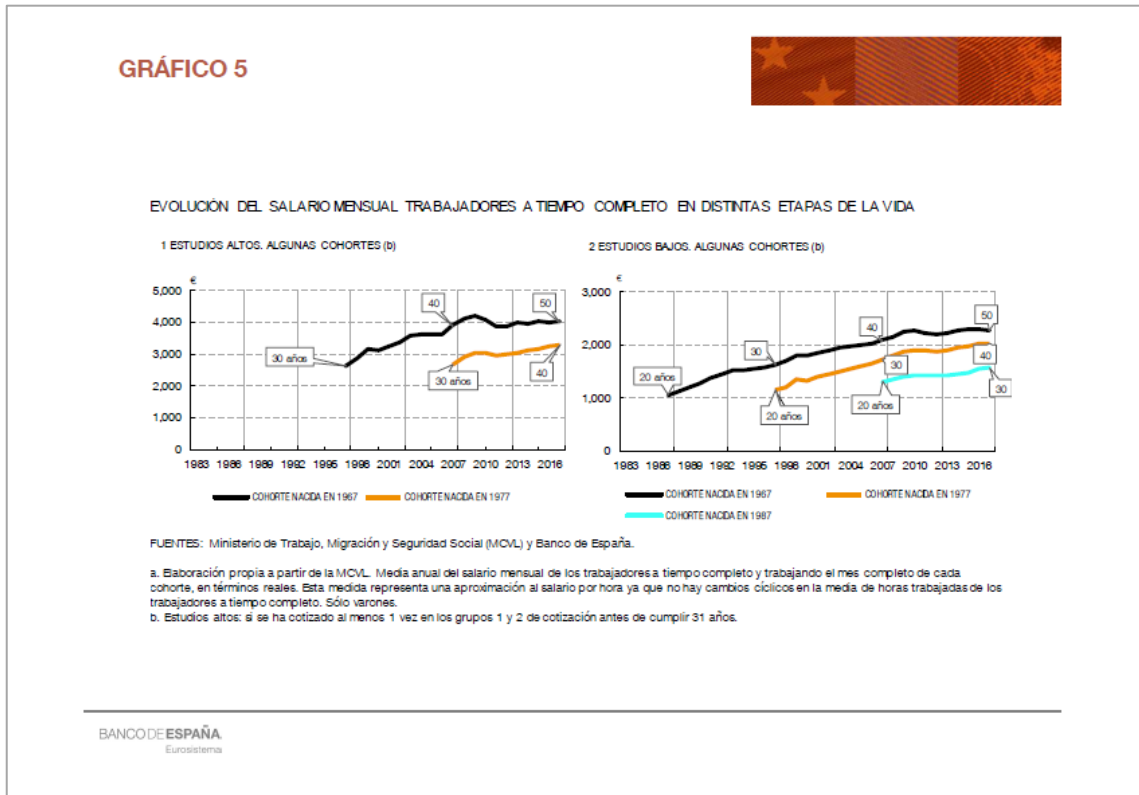 GRÁFICO 5
EVOLUCIÓN DEL SALARIO MENSUAL TRABAJADORES A TIEMPO COMPLETO EN DISTINTAS ETAPAS DE LA VIDA
1 ESTUDIOS ALTOS. ALGUNAS COHORTES (b)
€
5,000
4,000
3,000
2,000
1,000
0
30 años
40
50
30 años
40
1983 1986 1989 1992 1995 1998 2001 2004 2007 2010 2013 2016
COHORTE NACIDA EN 1967
COHORTE NACIDA EN 1977
2 ESTUDIOS BAJOS. ALGUNAS COHORTES (b)
€
3,000
2,000
1,000
0
20 años
30
40
50
20 años
30
40
20 años
30
1983 1986 1989 1992 1995 1998 2001 2004 2007 2010 2013 2016
COHORTE NACIDA EN 1967
COHORTE NACIDA EN 1977
COHORTE NACIDA EN 1987
FUENTES: Ministerio de Trabajo, Migración y Seguridad Social (MCVL) y Banco de España.
a. Elaboración propia a partir de la MCVL. Media anual del salario mensual de los trabajadores a tiempo completo y trabajando el mes completo de cada
cohorte, en términos reales. Esta medida representa una aproximación al salario por hora ya que no hay cambios cíclicos en la media de horas trabajadas de los
trabajadores a tiempo completo. Sólo varones.
b. Estudios altos: si se ha cotizado al menos 1 vez en los grupos 1 y 2 de cotización antes de cumplir 31 años.
BANCO DE ESPAÑA
Eurosistema